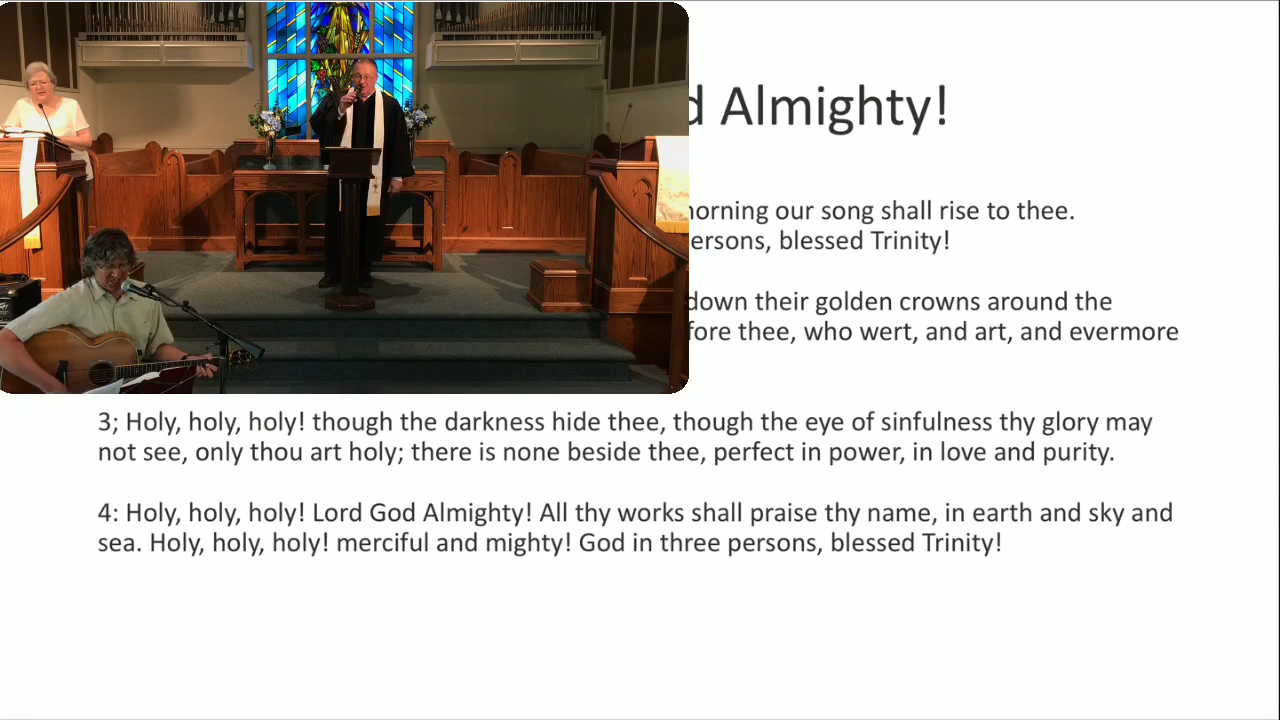 Almighty!
our song shall rise to thee.
blessed Trinity!
down their golden crowns around the
thee, who wert, and art, and evermore
3; Holy, holy, holy! though the darkness hide thee, though the eye of sinfulness thy glory may
not see, only thou art holy; there is none beside thee, perfect in power, in love and purity.
4: Holy, holy, holy! Lord God Almighty! All thy works shall praise thy name, in earth and sky and
sea. Holy, holy, holy! merciful and mighty! God in three persons, blessed Trinity!